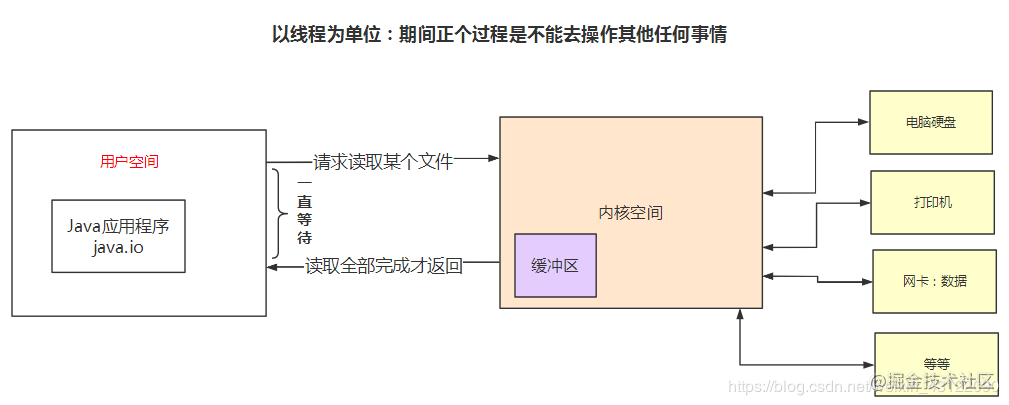 以线程为单位：期间正个过程是不能去操作其他任何事情
用户空间
Java应用程序
java.io
请求读取某个文件
一直等待
读取全部完成才返回
内核空间
缓冲区
电脑硬盘
打印机
网卡：数据
等等
@掘金技术社区
https://blog.csdn.net/